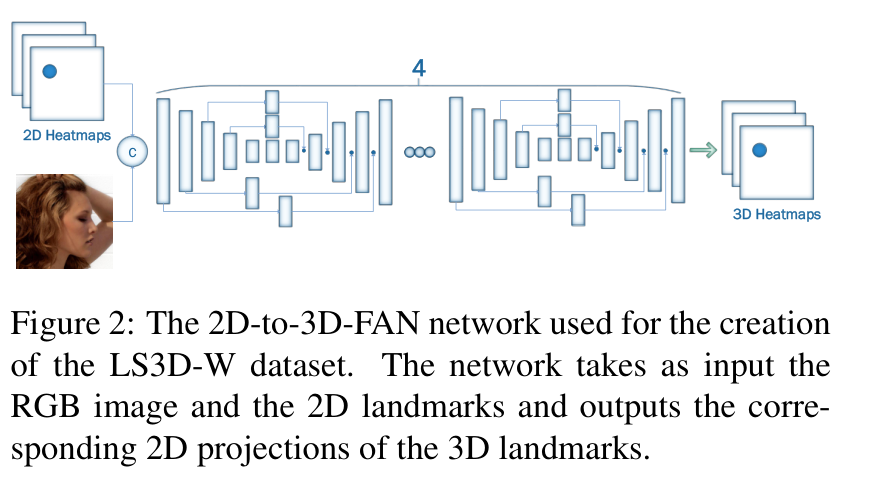 4
2D Heatmaps
C
3D Heatmaps
Figure 2: The 2D-to-3D-FAN network used for the creation
of the LS3D-W dataset. The network takes as input the
RGB image and the 2D landmarks and outputs the corre-
sponding 2D projections of the 3D landmarks.